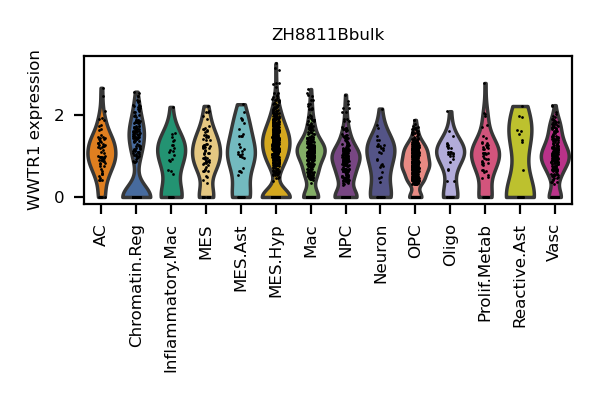 ZH8811Bbulk
WWTR1 expression
2
0
AC
Chromatin.Reg
Inflammatory.Mac
MES
MES.Ast
MES.Hyp
Mac
NPC
Neuron
OPC
Oligo
Prolif.Metab
Reactive.Ast
Vasc